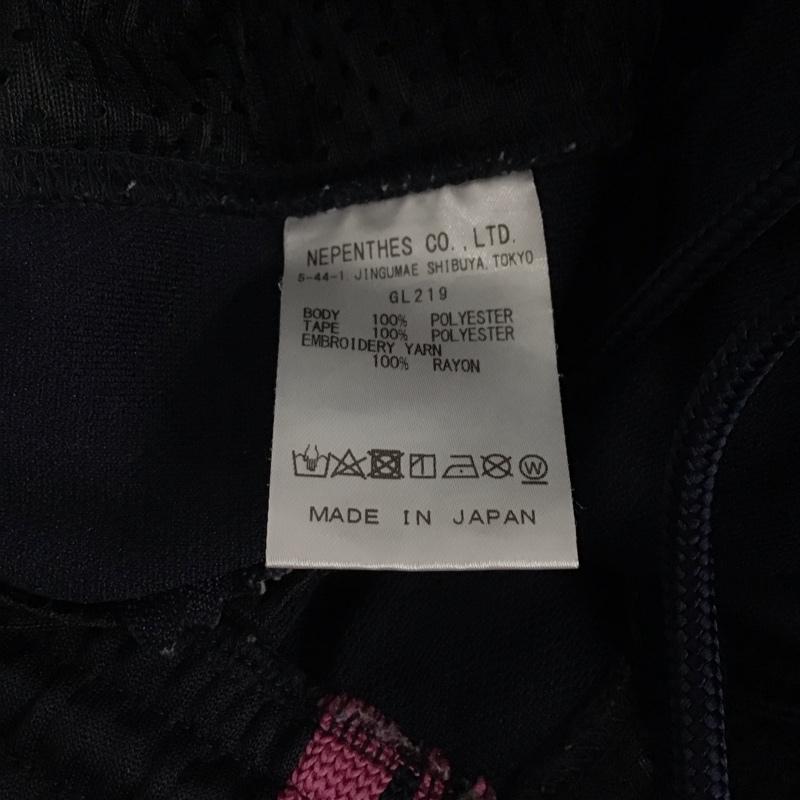 NEPENTHES CO.,LTD.
5-44-1, JINGUMAE SHIBUYA, TOKYO
GL219
BODY 100% POLYESTER
TAPE 100% POLYESTER
EMBROIDERY YARN
100% RAYON
W
MADE IN JAPAN